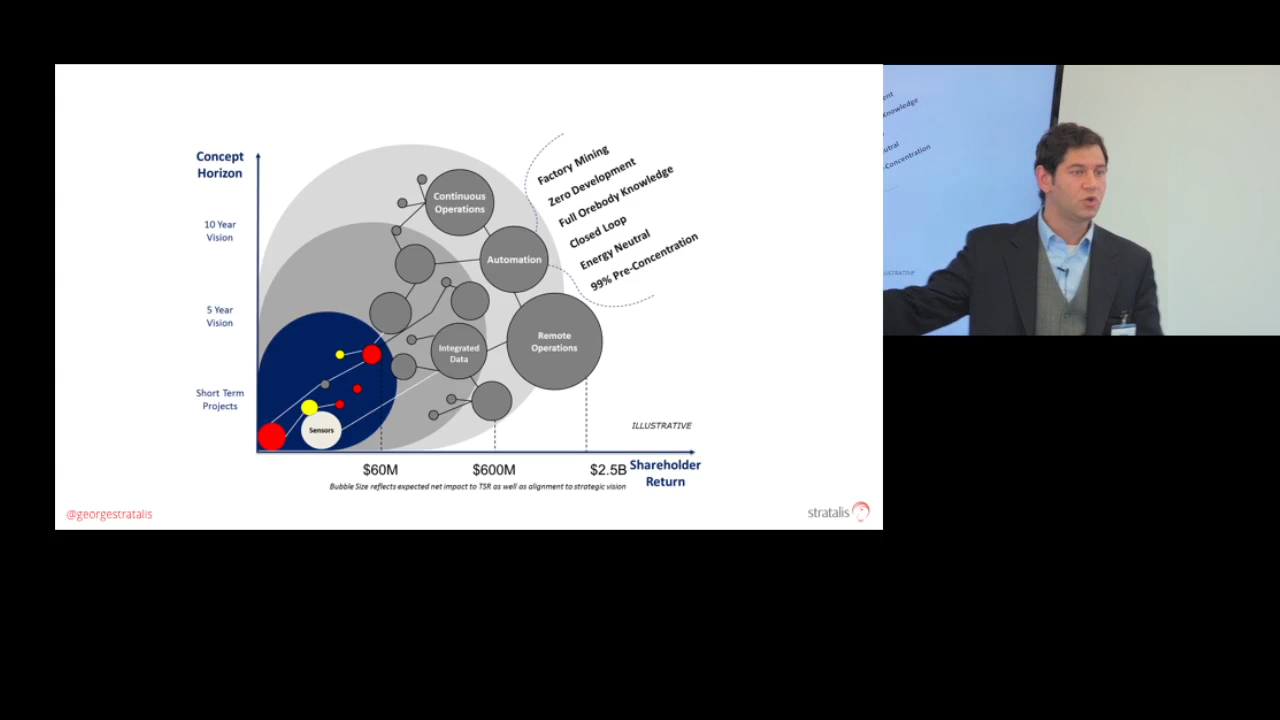 Concept
Horizon
10 Year
Vision
5 Year
Vision
Short Term
Projects
Continuous
Operations
Automation
Remote
Operations
Integrated
Data
Sensors
Factory Mining
Zero Development
Full Orebody Knowledge
Closed Loop
Energy Neutral
99% Pre-Concentration
ILLUSTRATIVE
$60M
$600M
$2.5B
Shareholder
Return
Bubble Size reflects expected net impact to TSR as well as alignment to strategic vision
@georgestratalis
stratalis
Knowledge
-Concentration